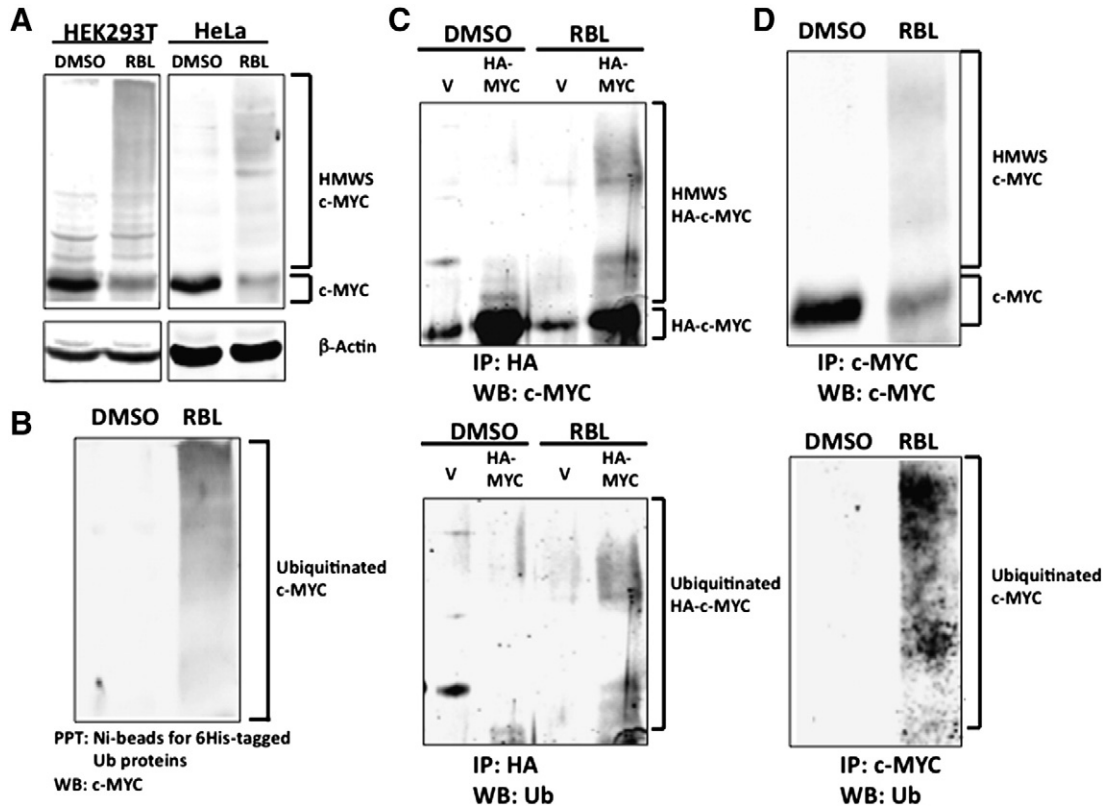 A
HEK293T HeLa
DMSO RBL DMSO RBL
HMWS
c-MYC
c-MYC
β-Actin
B
DMSO RBL
Ubiquitinated
c-MYC
PPT: Ni-beads for 6His-tagged
Ub proteins
WB: c-MYC
C
DMSO RBL
V HA-MYC V HA-MYC
HMWS
HA-c-MYC
HA-c-MYC
IP: HA
WB: c-MYC
DMSO RBL
V HA-MYC V HA-MYC
Ubiquitinated
HA-c-MYC
IP: HA
WB: Ub
D
DMSO RBL
HMWS
c-MYC
c-MYC
IP: c-MYC
WB: c-MYC
DMSO RBL
Ubiquitinated
c-MYC
IP: c-MYC
WB: Ub